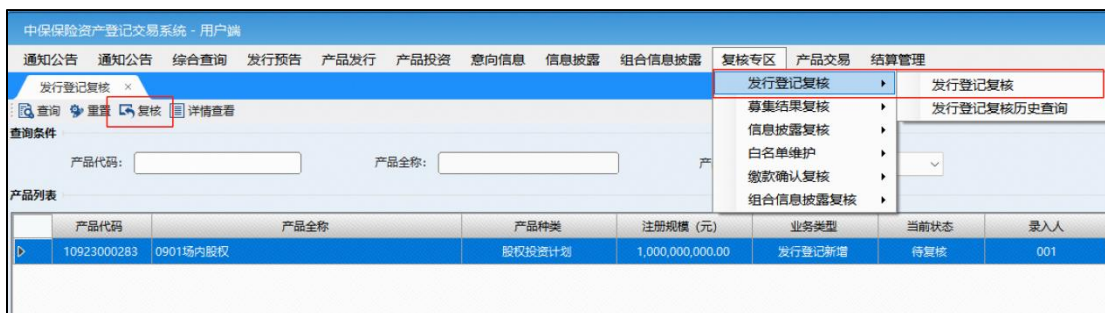 中保保险资产登记交易系统 - 用户端
通知公告 通知公告 综合查询 发行预告 产品发行 产品投资 意向信息 信息披露 组合信息披露 复核专区 产品交易 结算管理
发行登记复核 × 发行登记复核 发行登记复核
查询 重置 复核 详情查看 募集结果复核 发行登记复核历史查询
查询条件 信息披露复核
产品代码: 产品全称: 产 白名单维护
缴款确认复核
产品列表 组合信息披露复核
产品代码 产品全称 产品种类 注册规模（元） 业务类型 当前状态 录入人
10923000283 0901场内股权 股权投资计划 1,000,000,000.00 发行登记新增 待复核 001